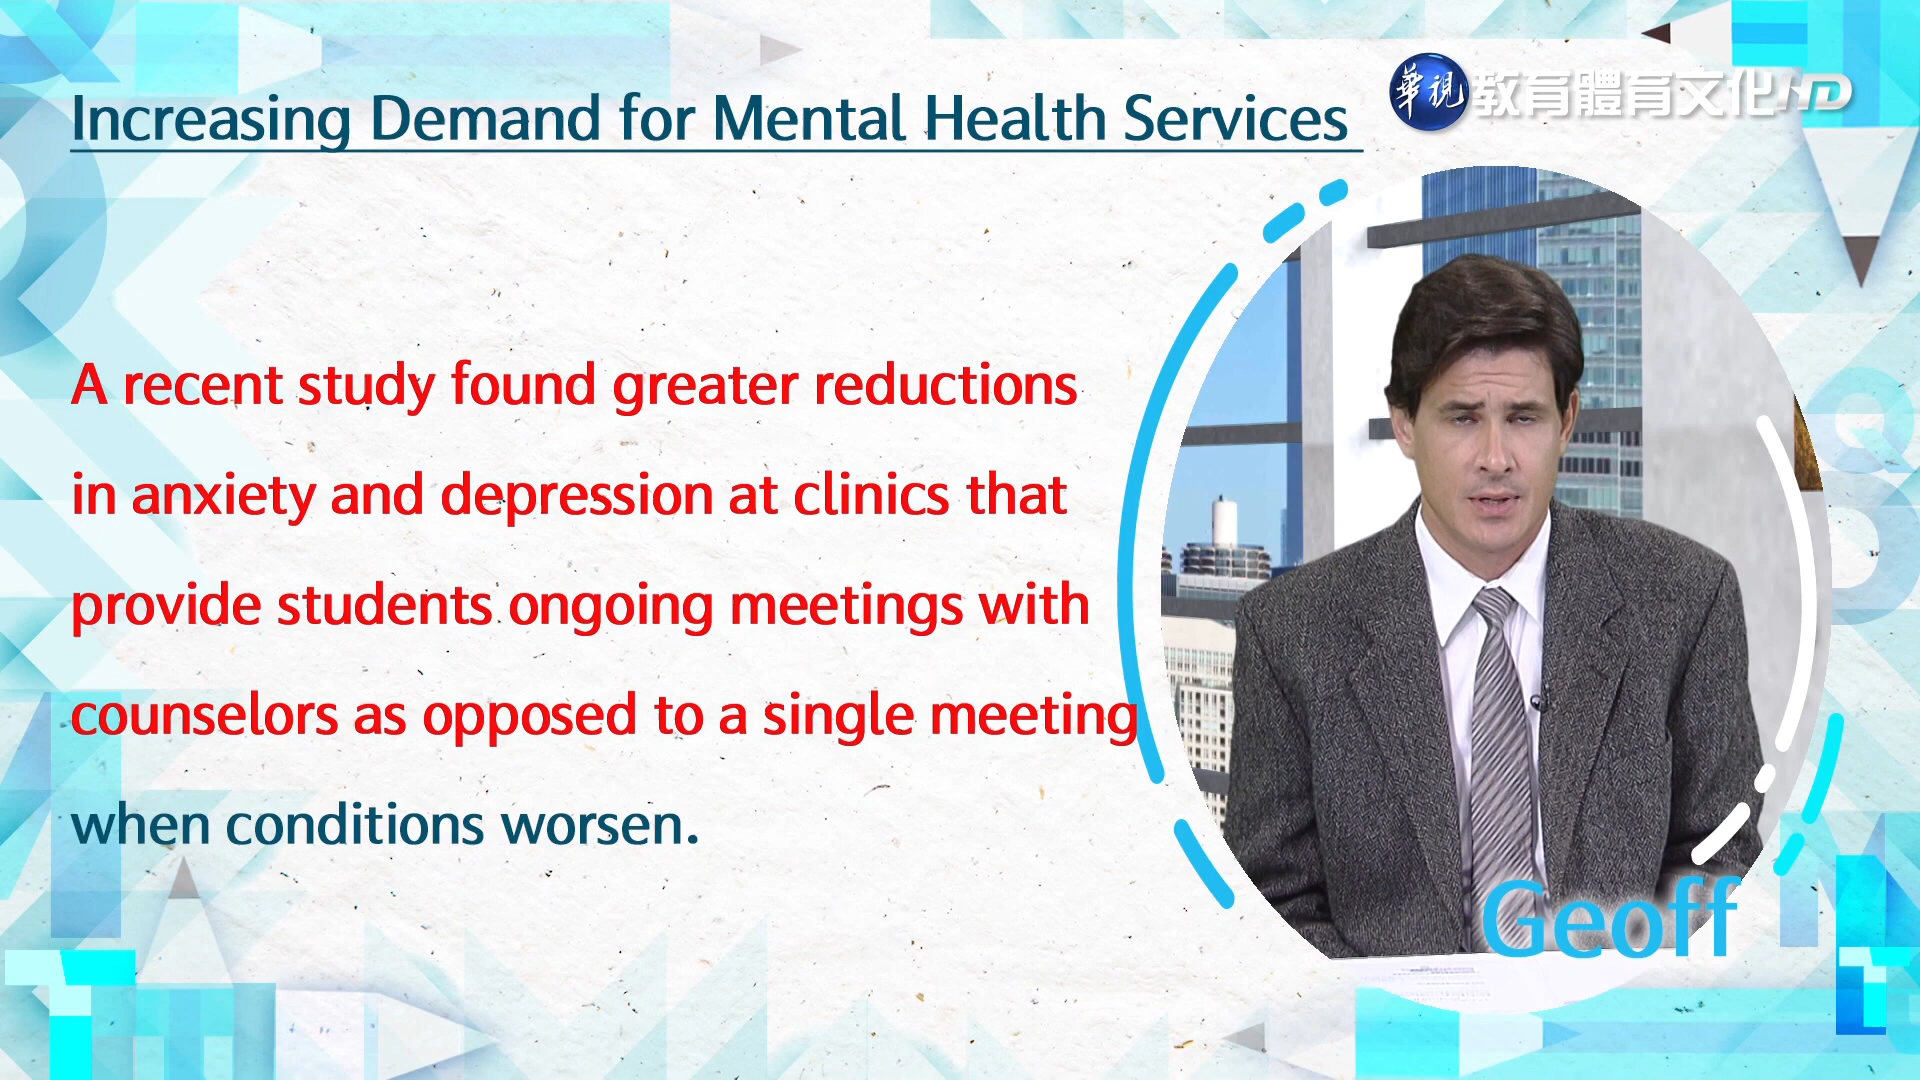 Increasing Demand for Mental Health Services
華視 教育體育文化HD
A recent study found greater reductions
in anxiety and depression at clinics that
provide students ongoing meetings with
counselors as opposed to a single meeting
when conditions worsen.
Geoff